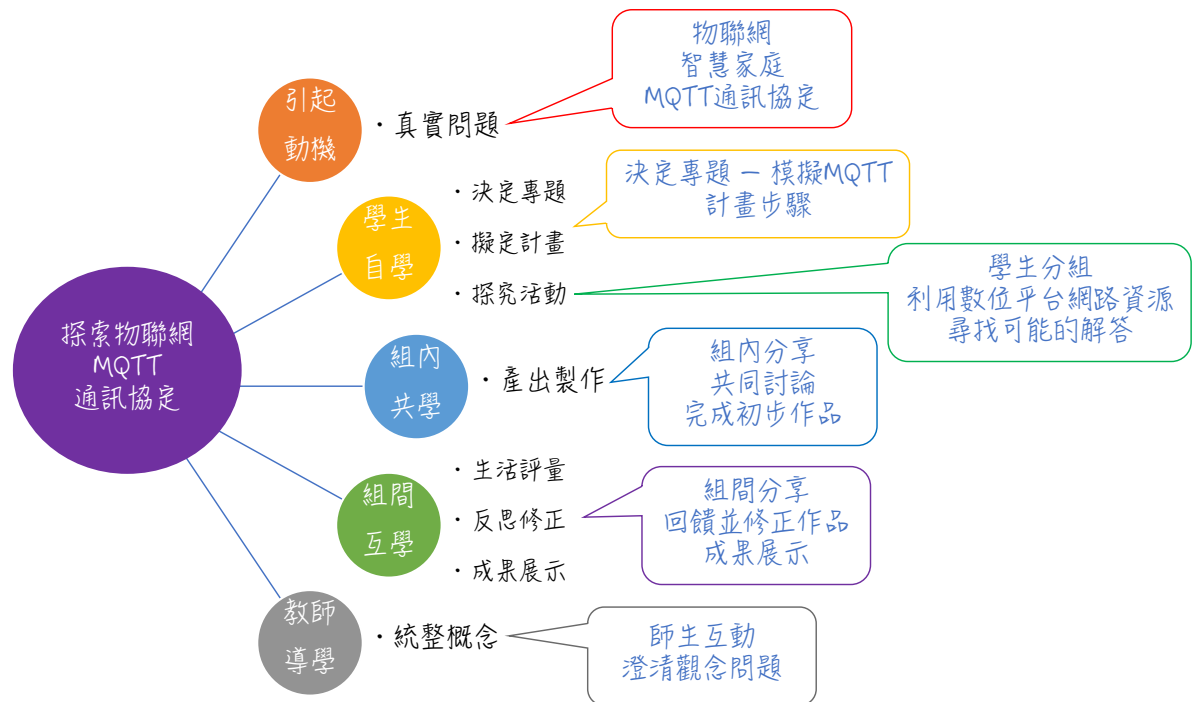 探索物聯網
MQTT
通訊協定
引起
動機
・真實問題
物聯網
智慧家庭
MQTT通訊協定
學生
自學
・決定專題
・擬定計畫
・探究活動
決定專題 – 模擬MQTT
計畫步驟
學生分組
利用數位平台網路資源
尋找可能的解答
組內
共學
・產出製作
組內分享
共同討論
完成初步作品
組間
互學
・生活評量
・反思修正
・成果展示
組間分享
回饋並修正作品
成果展示
教師
導學
・統整概念
師生互動
澄清觀念問題